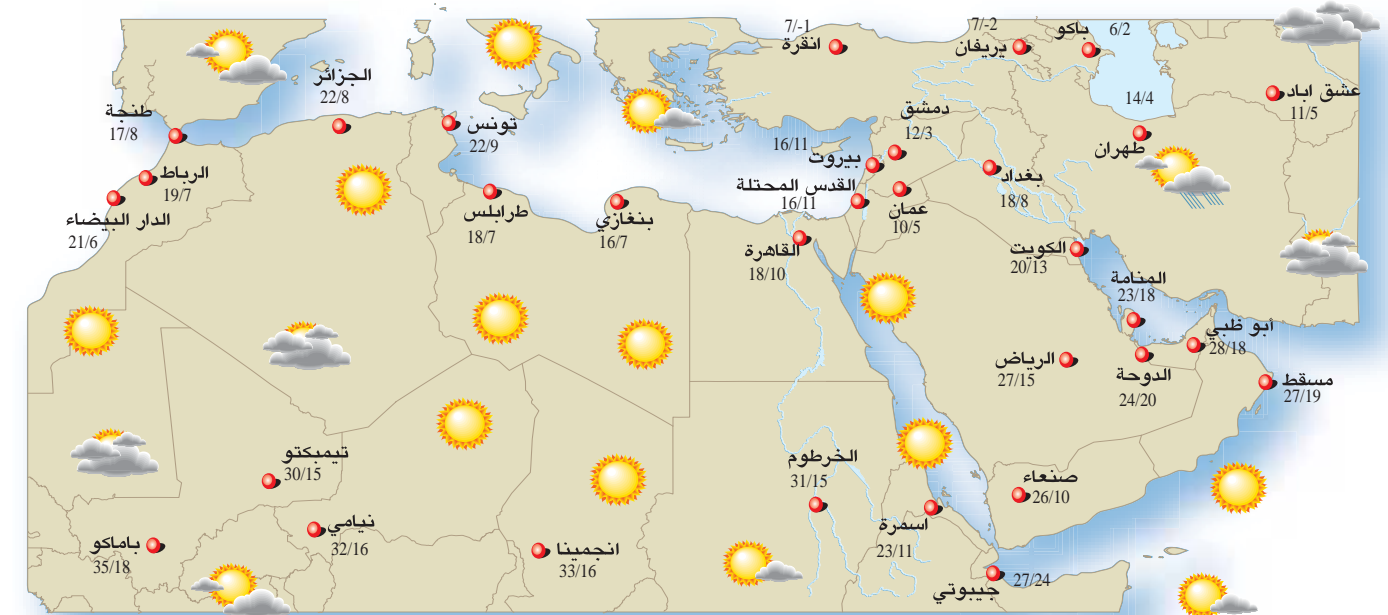 7/-1
انقرة
7/-2
يريفان
باكو
6/2
14/4
عشق اباد
11/5
طهران
الجزائر
22/8
طنجة
17/8
تونس
22/9
دمشق
12/3
16/11
بيروت
الرباط
19/7
الدار البيضاء
21/6
طرابلس
18/7
بنغازي
16/7
القدس المحتلة
16/11
عمان
10/5
بغداد
18/8
القاهرة
18/10
الكويت
20/13
المنامة
23/18
أبو ظبي
28/18
الرياض
27/15
الدوحة
24/20
مسقط
27/19
تيمبكتو
30/15
الخرطوم
31/15
صنعاء
26/10
نيامي
32/16
باماكو
35/18
انجمينا
33/16
اسمرة
23/11
27/24
جيبوتي